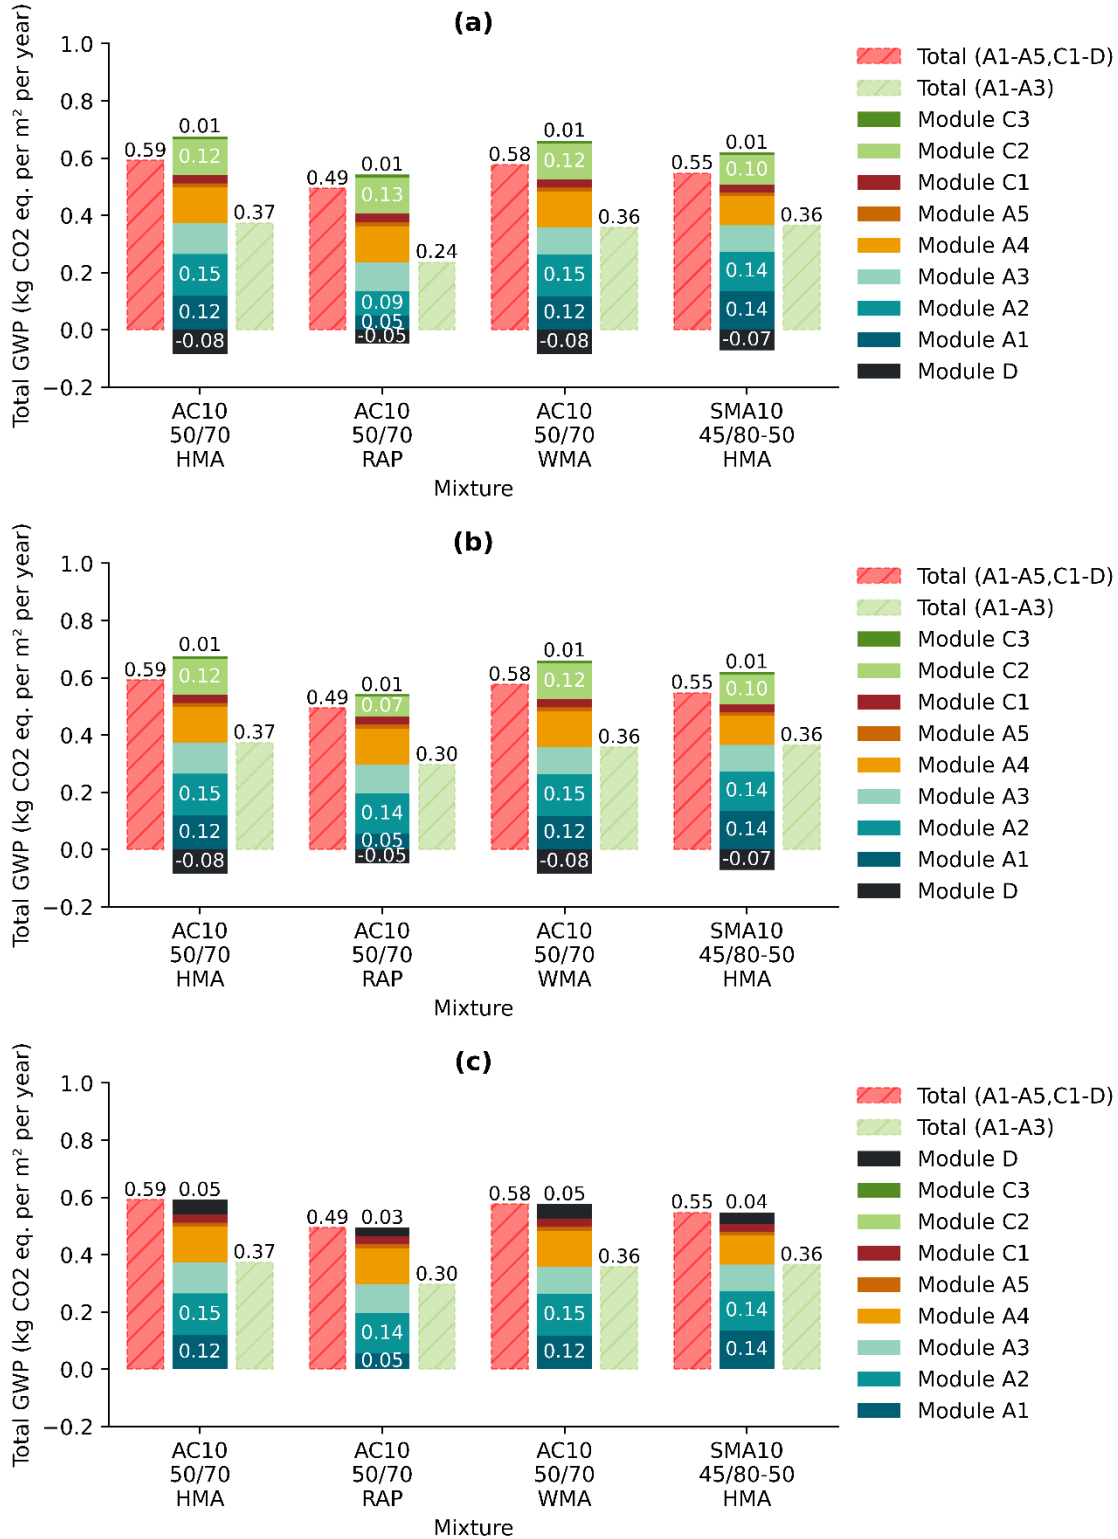 (a)
Total GWP (kg CO2 eq. per m² per year)
1.0
0.8
0.6
0.4
0.2
0.0
−0.2
0.59
0.01
0.12
0.15
0.12
-0.08
0.37
0.49
0.01
0.13
0.09
0.05
-0.05
0.24
0.58
0.01
0.12
0.15
0.12
-0.08
0.36
0.55
0.01
0.10
0.14
0.14
-0.07
0.36
AC10
50/70
HMA
AC10
50/70
RAP
AC10
50/70
WMA
SMA10
45/80-50
HMA
Mixture
Total (A1-A5,C1-D)
Total (A1-A3)
Module C3
Module C2
Module C1
Module A5
Module A4
Module A3
Module A2
Module A1
Module D
(b)
Total GWP (kg CO2 eq. per m² per year)
1.0
0.8
0.6
0.4
0.2
0.0
−0.2
0.59
0.01
0.12
0.15
0.12
-0.08
0.37
0.49
0.01
0.07
0.14
0.05
-0.05
0.30
0.58
0.01
0.12
0.15
0.12
-0.08
0.36
0.55
0.01
0.10
0.14
0.14
-0.07
0.36
AC10
50/70
HMA
AC10
50/70
RAP
AC10
50/70
WMA
SMA10
45/80-50
HMA
Mixture
Total (A1-A5,C1-D)
Total (A1-A3)
Module C3
Module C2
Module C1
Module A5
Module A4
Module A3
Module A2
Module A1
Module D
(c)
Total GWP (kg CO2 eq. per m² per year)
1.0
0.8
0.6
0.4
0.2
0.0
−0.2
0.59
0.05
0.15
0.12
0.37
0.49
0.03
0.14
0.05
0.30
0.58
0.05
0.15
0.12
0.36
0.55
0.04
0.14
0.14
0.36
AC10
50/70
HMA
AC10
50/70
RAP
AC10
50/70
WMA
SMA10
45/80-50
HMA
Mixture
Total (A1-A5,C1-D)
Total (A1-A3)
Module D
Module C3
Module C2
Module C1
Module A5
Module A4
Module A3
Module A2
Module A1